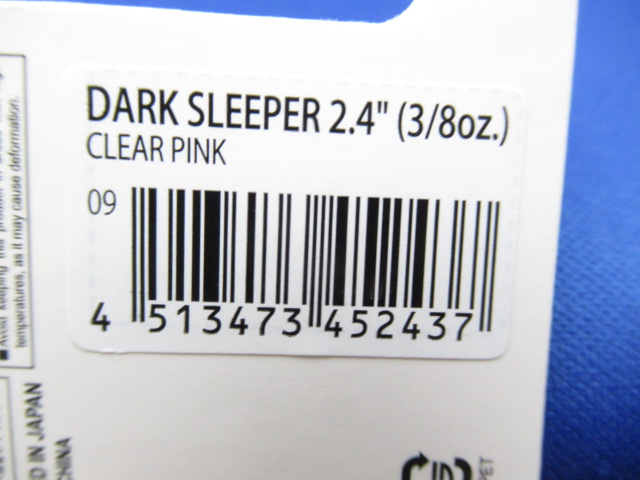 DARK SLEEPER 2.4" (3/8oz.)
CLEAR PINK
09
4 513473 452437
temperatures, as it may cause deformation.
D IN JAPAN
CHINA
PET